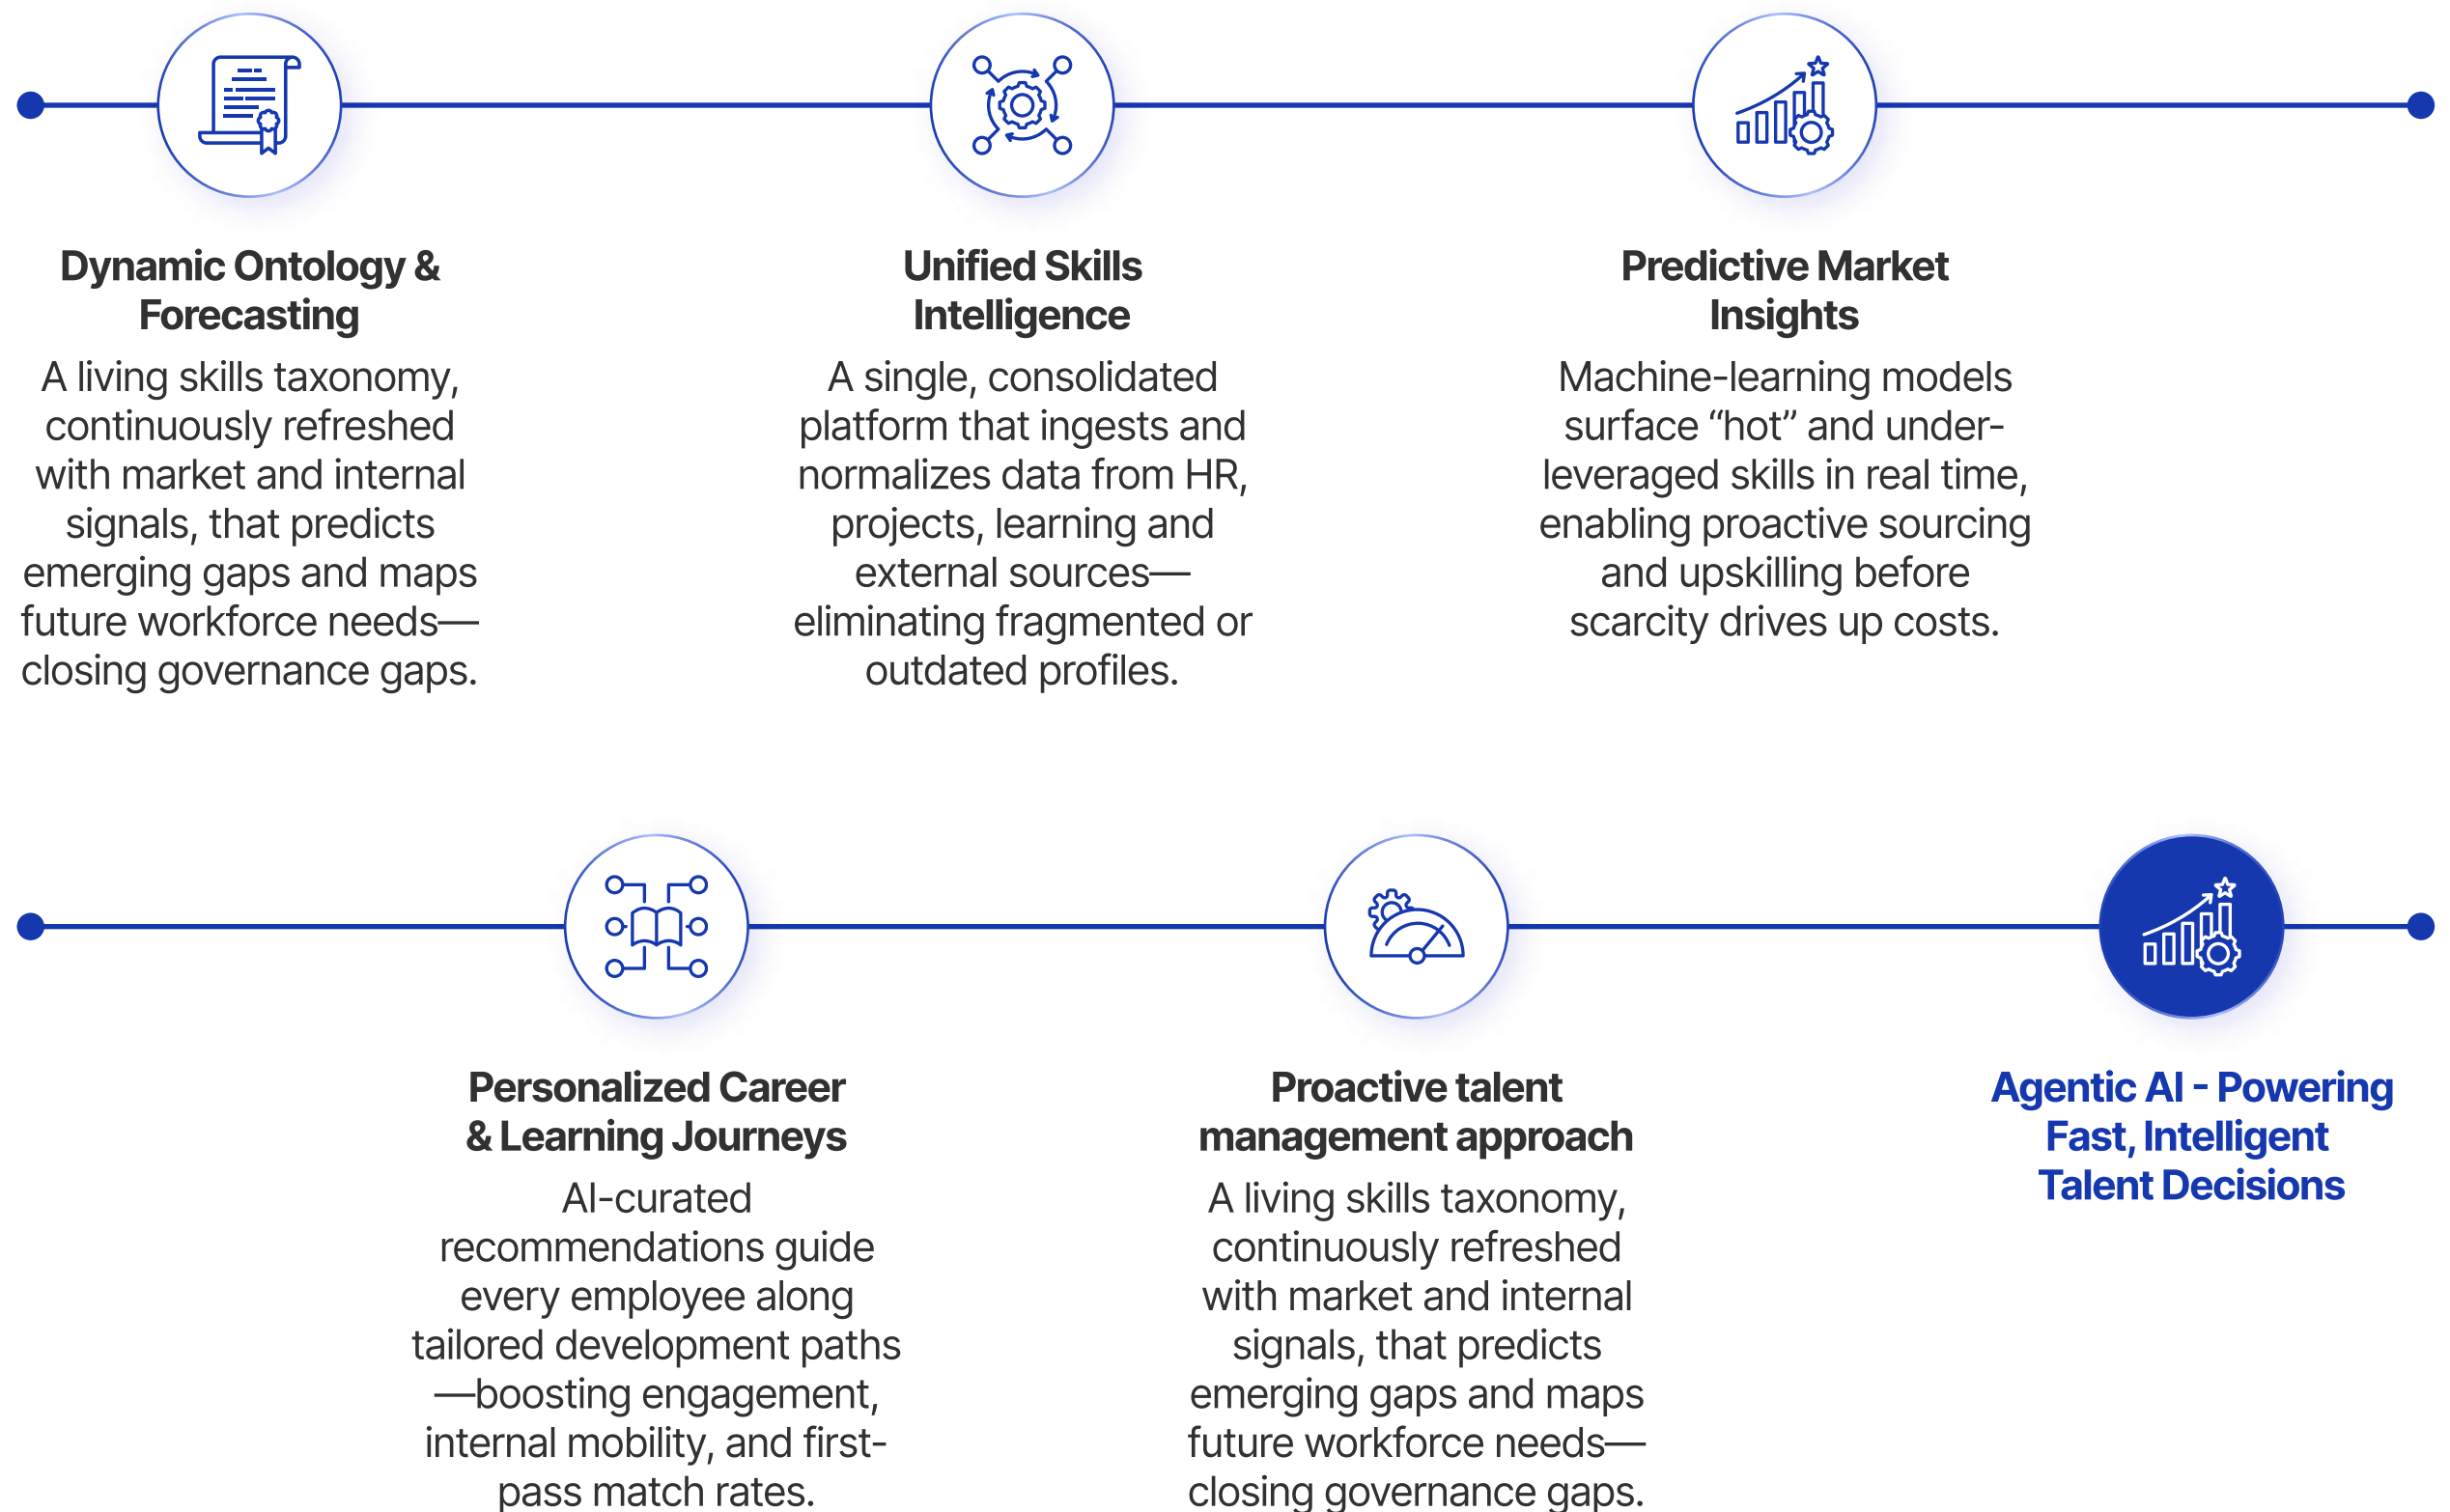 Dynamic Ontology &
Forecasting
A living skills taxonomy,
continuously refreshed
with market and internal
signals, that predicts
emerging gaps and maps
future workforce needs—
closing governance gaps.
Unified Skills
Intelligence
A single, consolidated
platform that ingests and
normalizes data from HR,
projects, learning and
external sources—
eliminating fragmented or
outdated profiles.
Predictive Market
Insights
Machine-learning models
surface “hot” and under-
leveraged skills in real time,
enabling proactive sourcing
and upskilling before
scarcity drives up costs.
Personalized Career
& Learning Journeys
AI-curated
recommendations guide
every employee along
tailored development paths
—boosting engagement,
internal mobility, and first-
pass match rates.
Proactive talent
management approach
A living skills taxonomy,
continuously refreshed
with market and internal
signals, that predicts
emerging gaps and maps
future workforce needs—
closing governance gaps.
Agentic AI - Powering
Fast, Intelligent
Talent Decisions